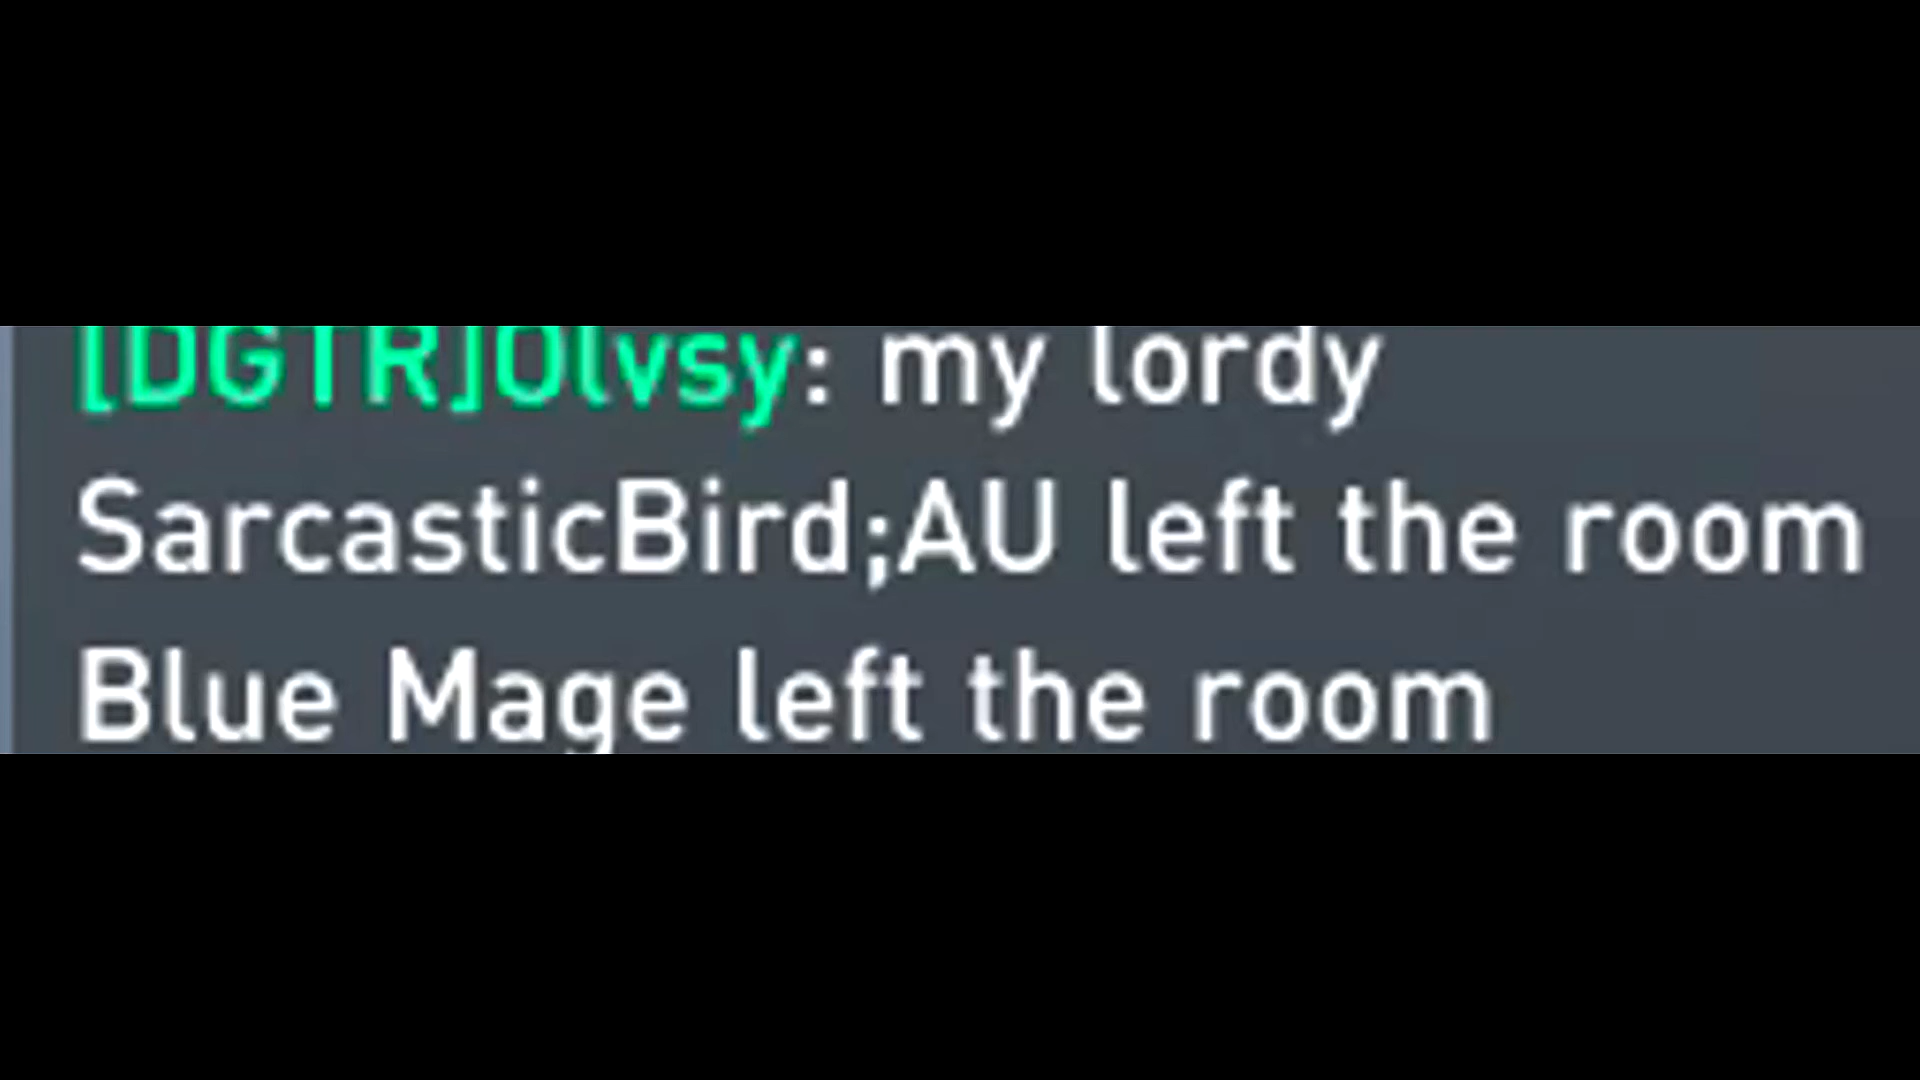 [DGTR]Olvsy: my lordy
SarcasticBird;AU left the room
Blue Mage left the room